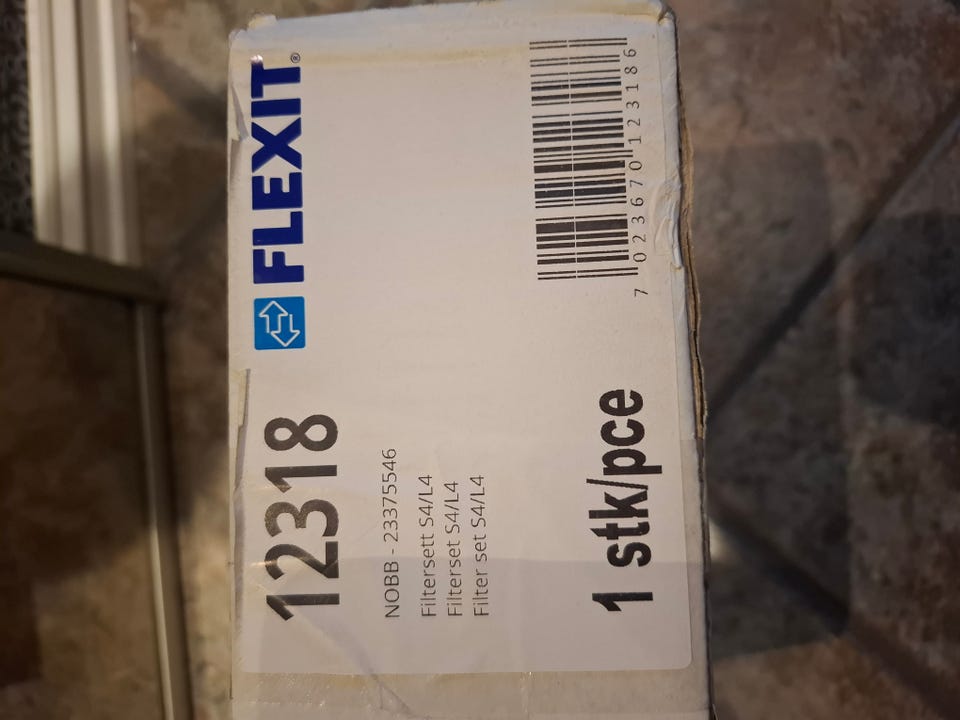 12318
FLEXIT®
NOBB - 23375546
Filtersett S4/L4
Filterset S4/L4
Filter set S4/L4
1 stk/pce
7 023670 123186